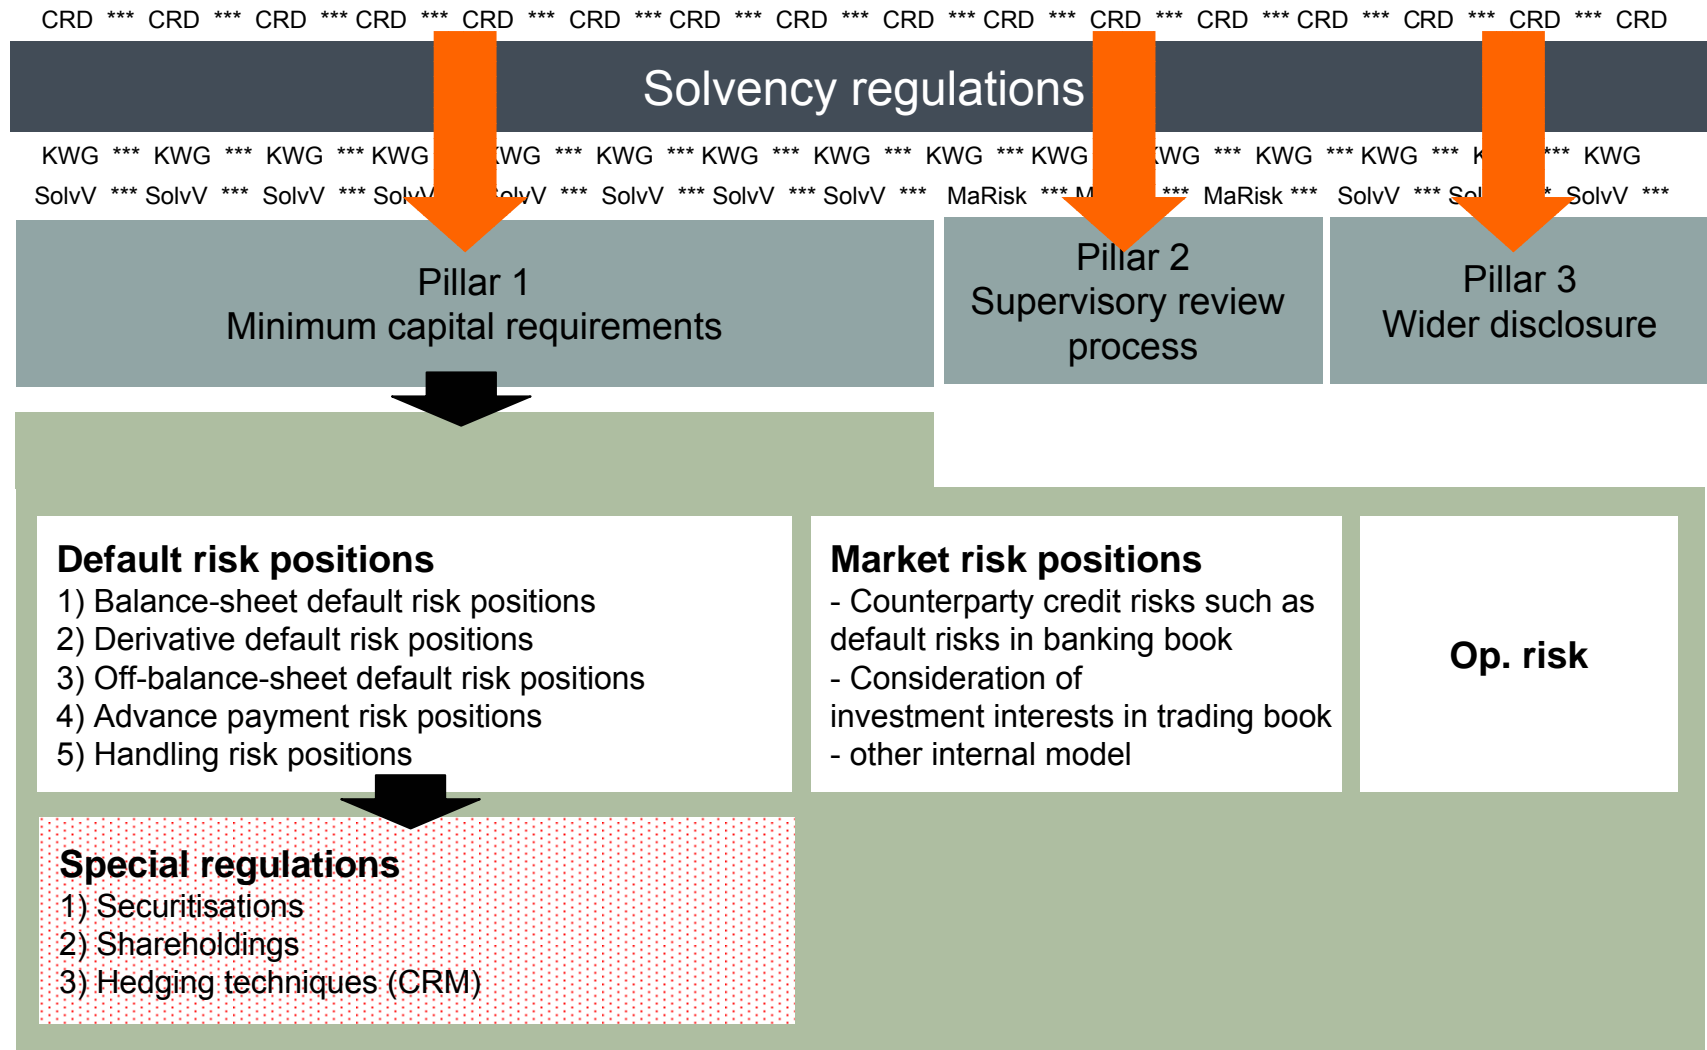 CRD *** CRD *** CRD *** CRD *** CRD *** CRD *** CRD *** CRD *** CRD *** CRD *** CRD *** CRD *** CRD *** CRD *** CRD *** CRD
Solvency regulations
KWG *** KWG *** KWG *** KWG *** KWG *** KWG *** KWG *** KWG *** KWG *** KWG *** KWG *** KWG *** KWG
SolvV *** SolvV *** SolvV *** SolvV *** SolvV *** SolvV *** SolvV *** MaRisk *** MaRisk *** SolvV *** SolvV ***
Pillar 1
Minimum capital requirements
Pillar 2
Supervisory review
process
Pillar 3
Wider disclosure
Default risk positions
1) Balance-sheet default risk positions
2) Derivative default risk positions
3) Off-balance-sheet default risk positions
4) Advance payment risk positions
5) Handling risk positions
Market risk positions
- Counterparty credit risks such as
default risks in banking book
- Consideration of
investment interests in trading book
- other internal model
Op. risk
Special regulations
1) Securitisations
2) Shareholdings
3) Hedging techniques (CRM)